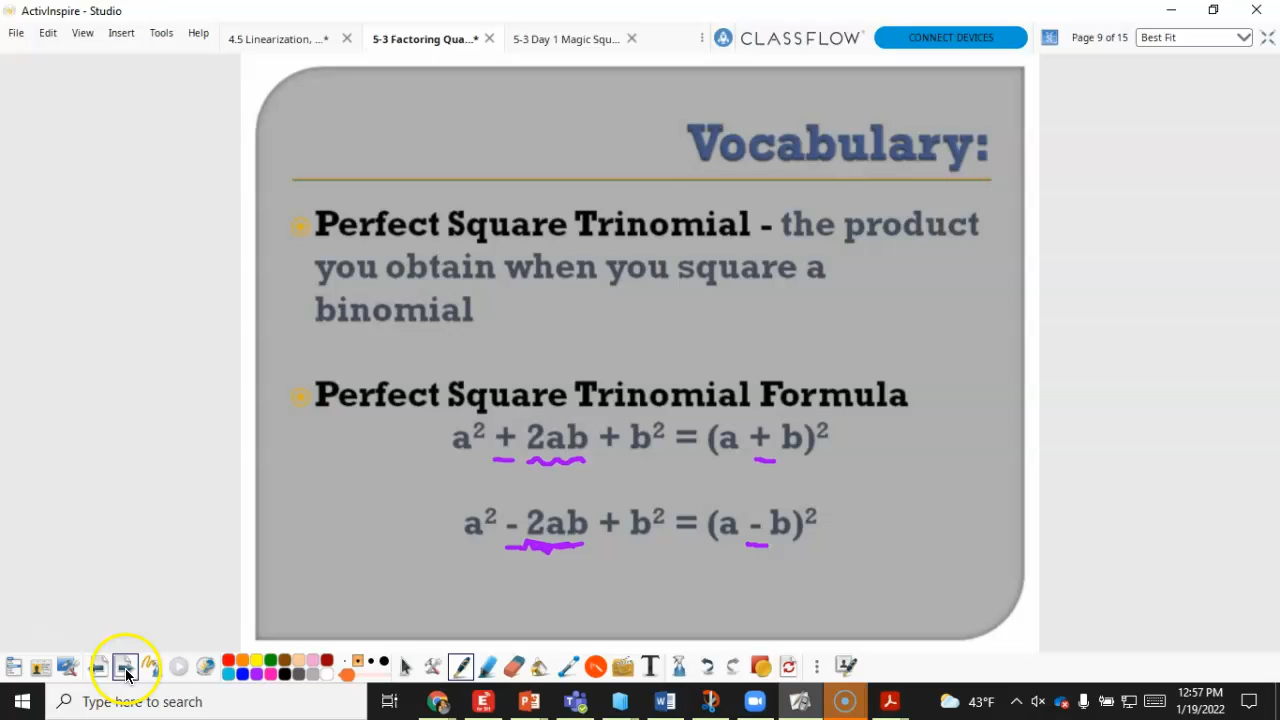 ActivInspire - Studio
File Edit View Insert Tools Help
4.5 Linearization, ...* 5-3 Factoring Qua...* 5-3 Day 1 Magic Squ...
CLASSFLOW CONNECT DEVICES Page 9 of 15 Best Fit
Vocabulary:
Perfect Square Trinomial - the product
you obtain when you square a
binomial
Perfect Square Trinomial Formula
a² + 2ab + b² = (a + b)²
a² - 2ab + b² = (a - b)²
Type here to search
43°F
12:57 PM
1/19/2022